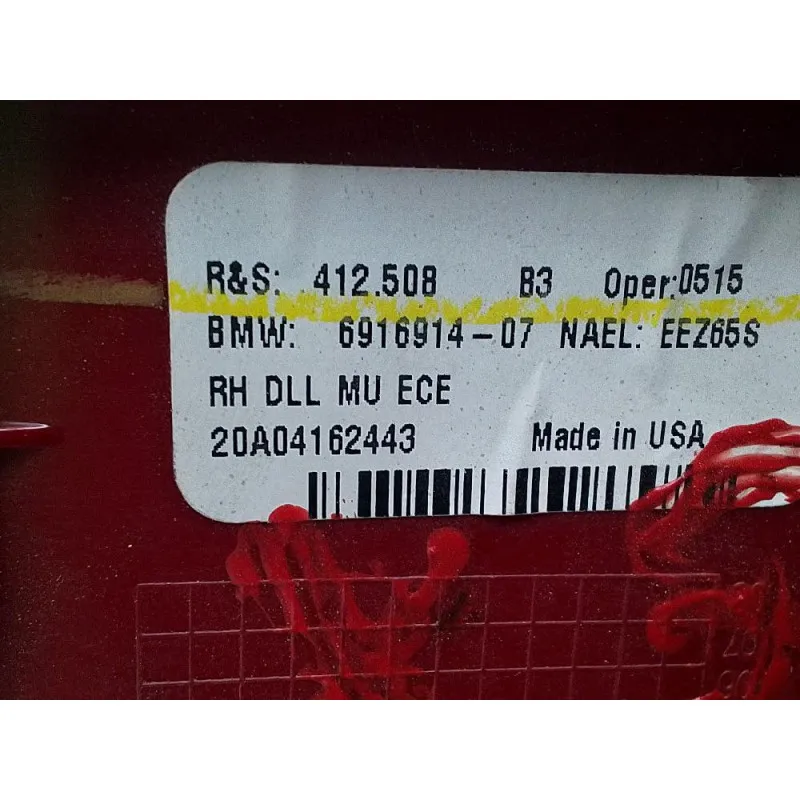 R&S: 412.508 B3 Oper:0515
BMW: 6916914-07 NAEL: EEZ65S
RH DLL MU ECE
20A04162443 Made in USA